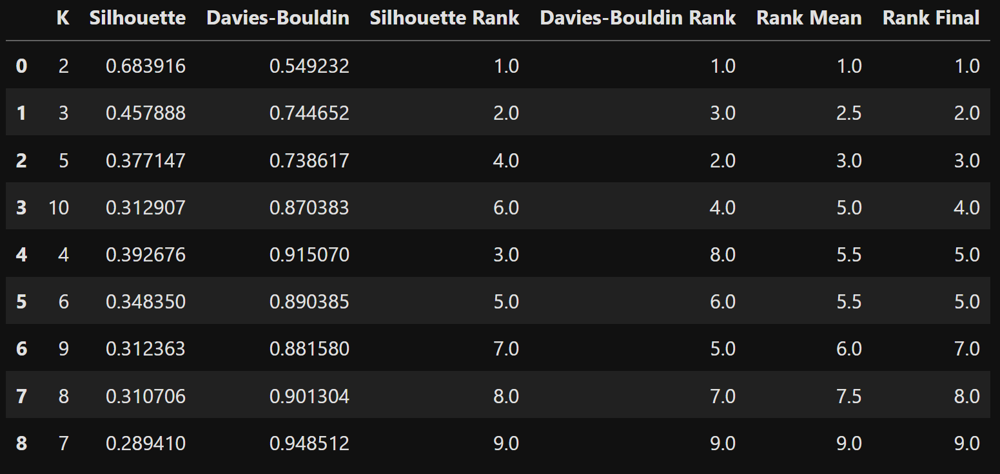 K Silhouette Davies-Bouldin Silhouette Rank Davies-Bouldin Rank Rank Mean Rank Final
0 2 0.683916 0.549232 1.0 1.0 1.0 1.0
1 3 0.457888 0.744652 2.0 3.0 2.5 2.0
2 5 0.377147 0.738617 4.0 2.0 3.0 3.0
3 10 0.312907 0.870383 6.0 4.0 5.0 4.0
4 4 0.392676 0.915070 3.0 8.0 5.5 5.0
5 6 0.348350 0.890385 5.0 6.0 5.5 5.0
6 9 0.312363 0.881580 7.0 5.0 6.0 7.0
7 8 0.310706 0.901304 8.0 7.0 7.5 8.0
8 7 0.289410 0.948512 9.0 9.0 9.0 9.0